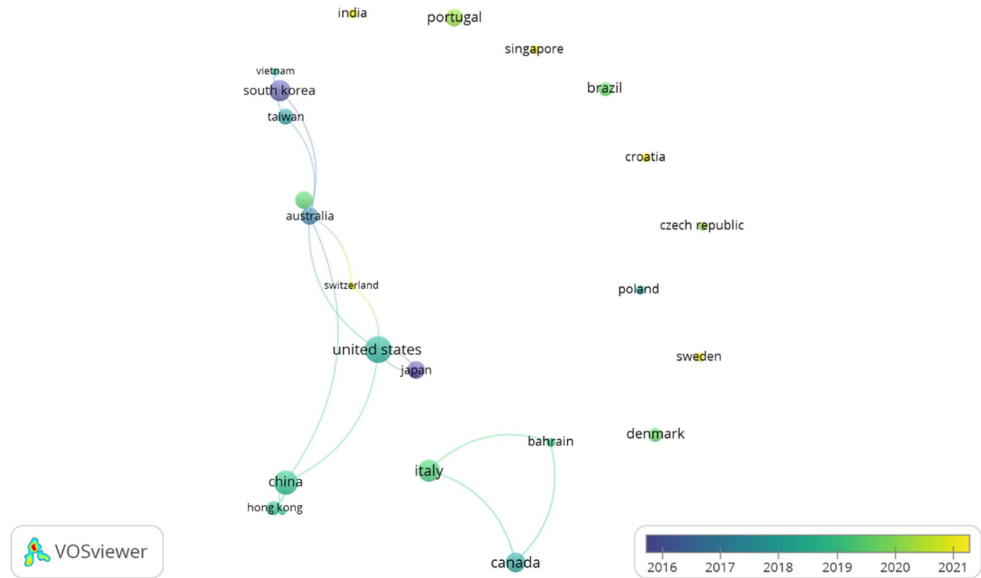 india
portugal
singapore
vietnam
south korea
brazil
taiwan
croatia
australia
czech republic
switzerland
poland
united states
sweden
japan
denmark
bahrain
italy
china
hong kong
canada
VOSviewer
2016 2017 2018 2019 2020 2021